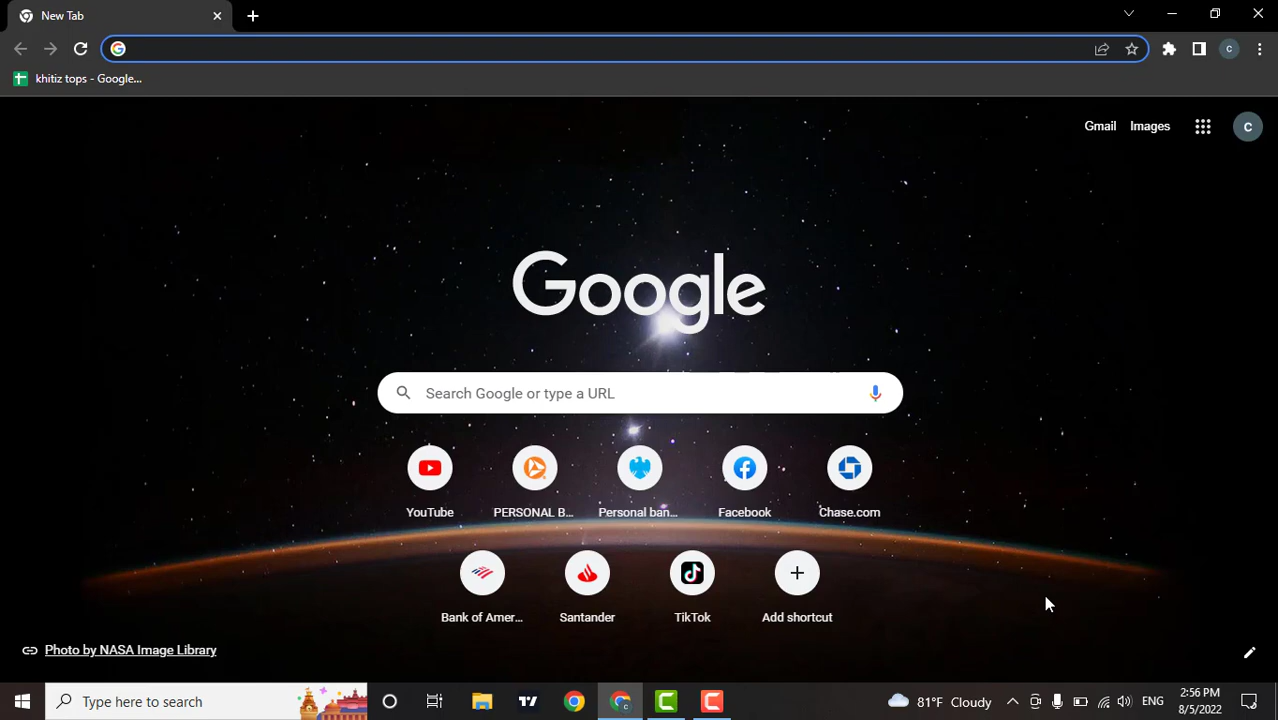 New Tab
khitiz tops - Google...
Gmail Images
C
Google
Search Google or type a URL
YouTube PERSONAL B... Personal ban... Facebook Chase.com
Bank of Amer... Santander TikTok Add shortcut
Photo by NASA Image Library
Type here to search
81°F Cloudy
ENG
2:56 PM
8/5/2022